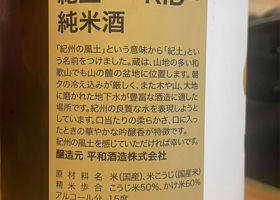 純米酒
「紀州の風土」という意味から「紀土」とい
う名前をつけました。蔵は、山地の多い和
歌山でも山の麓の盆地に位置します。朝
夕の冷え込みが厳しく、また木や山、大地
に磨かれた地下水が豊富な酒造に適した
場所です。紀州の良質な水を表現しようと
しています。口当たりの柔らかさ、口に入っ
たときの華やかな吟醸香が特徴です。
紀州の風土を感じていただければ幸いです。
醸造元 平和酒造株式会社
原材料名 米(国産)、米こうじ(国産米)
精米歩合 こうじ米50%、かけ米60%
アルコール分 15度